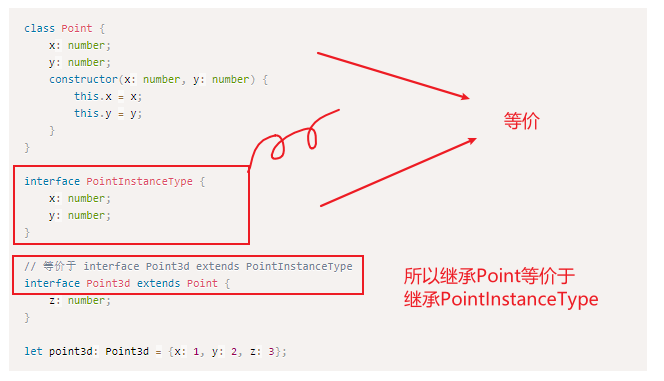 class Point {
    x: number;
    y: number;
    constructor(x: number, y: number) {
        this.x = x;
        this.y = y;
    }
}
等价
interface PointInstanceType {
    x: number;
    y: number;
}
// 等价于 interface Point3d extends PointInstanceType
interface Point3d extends Point {
    z: number;
}
所以继承Point等价于
继承PointInstanceType
let point3d: Point3d = {x: 1, y: 2, z: 3};